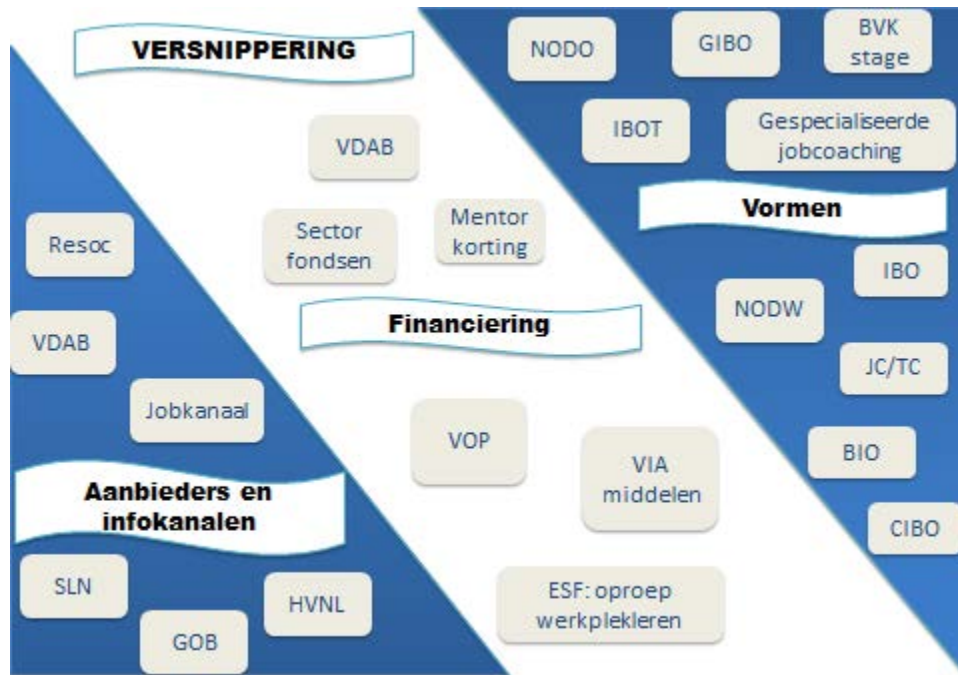 VERSNIPPERING
NODO
GIBO
BVK
stage
VDAB
IBOT
Gespecialiseerde
jobcoaching
Vormen
Resoc
Sector
fondsen
Mentor
korting
IBO
NODW
VDAB
Financiering
JC/TC
Jobkanaal
VOP
VIA
middelen
BIO
Aanbieders en
infokanalen
CIBO
SLN
HVNL
GOB
ESF: oproep
werkplekleren